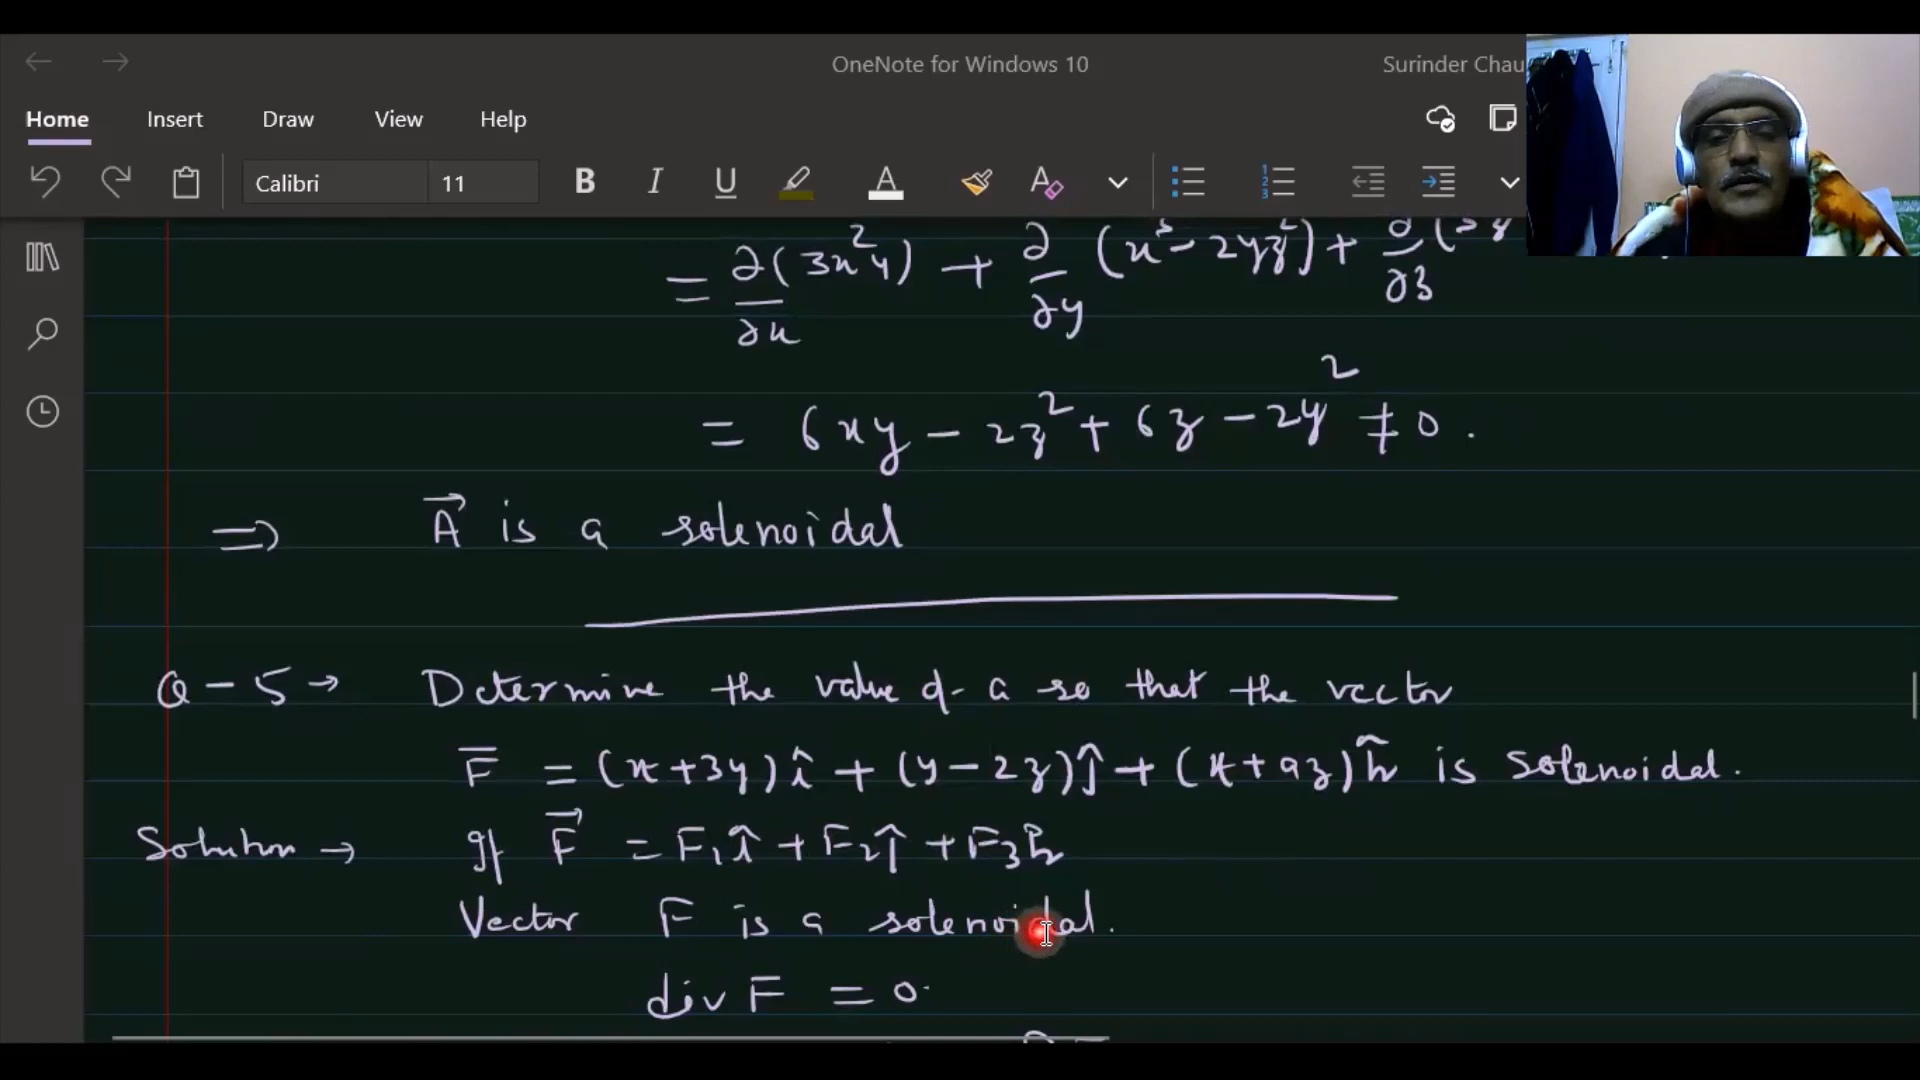 OneNote for Windows 10
Surinder Chau
Home Insert Draw View Help
Calibri 11 B I U A A
= ∂/∂x (3x²y) + ∂/∂y (x³ - 2yz²) + ∂/∂z (3z
= 6xy - 2z² + 6z - 2y² ≠ 0 .
⇒ A⃗ is a solenoidal
Q - 5 → Determine the value of a so that the vector
F̅ = (x+3y)î + (y-2z)ĵ + (x+az)k̂ is solenoidal.
Solution → If F⃗ = F₁î + F₂ĵ + F₃k̂
Vector F is a solenoidal.
div F = 0.